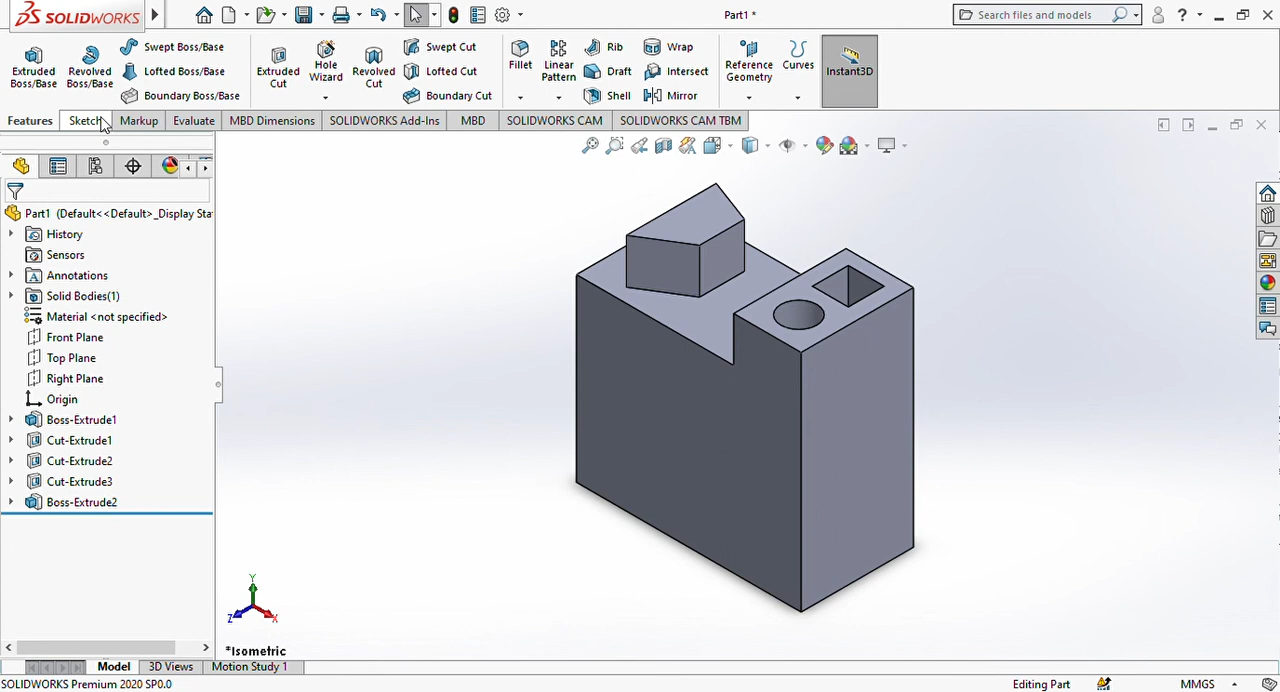 SOLIDWORKS
Part1 *
Search files and models
?
Extruded Boss/Base
Revolved Boss/Base
Swept Boss/Base
Lofted Boss/Base
Boundary Boss/Base
Extruded Cut
Hole Wizard
Revolved Cut
Swept Cut
Lofted Cut
Boundary Cut
Fillet
Linear Pattern
Rib
Draft
Shell
Wrap
Intersect
Mirror
Reference Geometry
Curves
Instant3D
Features
Sketch
Markup
Evaluate
MBD Dimensions
SOLIDWORKS Add-Ins
MBD
SOLIDWORKS CAM
SOLIDWORKS CAM TBM
Part1 (Default<<Default>_Display Sta
History
Sensors
Annotations
Solid Bodies(1)
Material <not specified>
Front Plane
Top Plane
Right Plane
Origin
Boss-Extrude1
Cut-Extrude1
Cut-Extrude2
Cut-Extrude3
Boss-Extrude2
Y
Z
X
*Isometric
Model
3D Views
Motion Study 1
SOLIDWORKS Premium 2020 SP0.0
Editing Part
MMGS